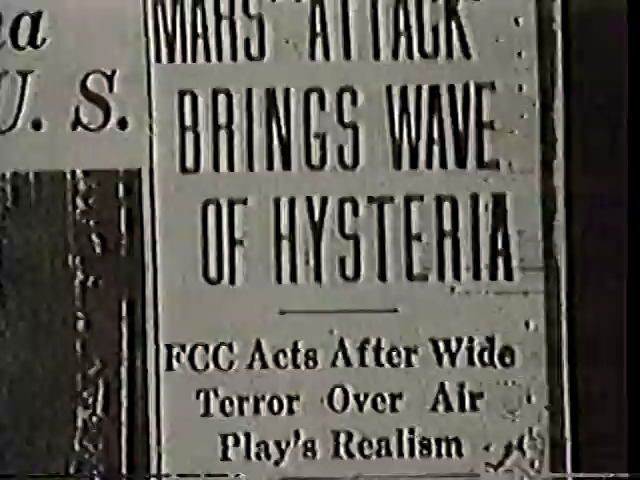 a
U. S.
MARS ATTACK
BRINGS WAVE
OF HYSTERIA
FCC Acts After Wide
Terror Over Air
Play's Realism